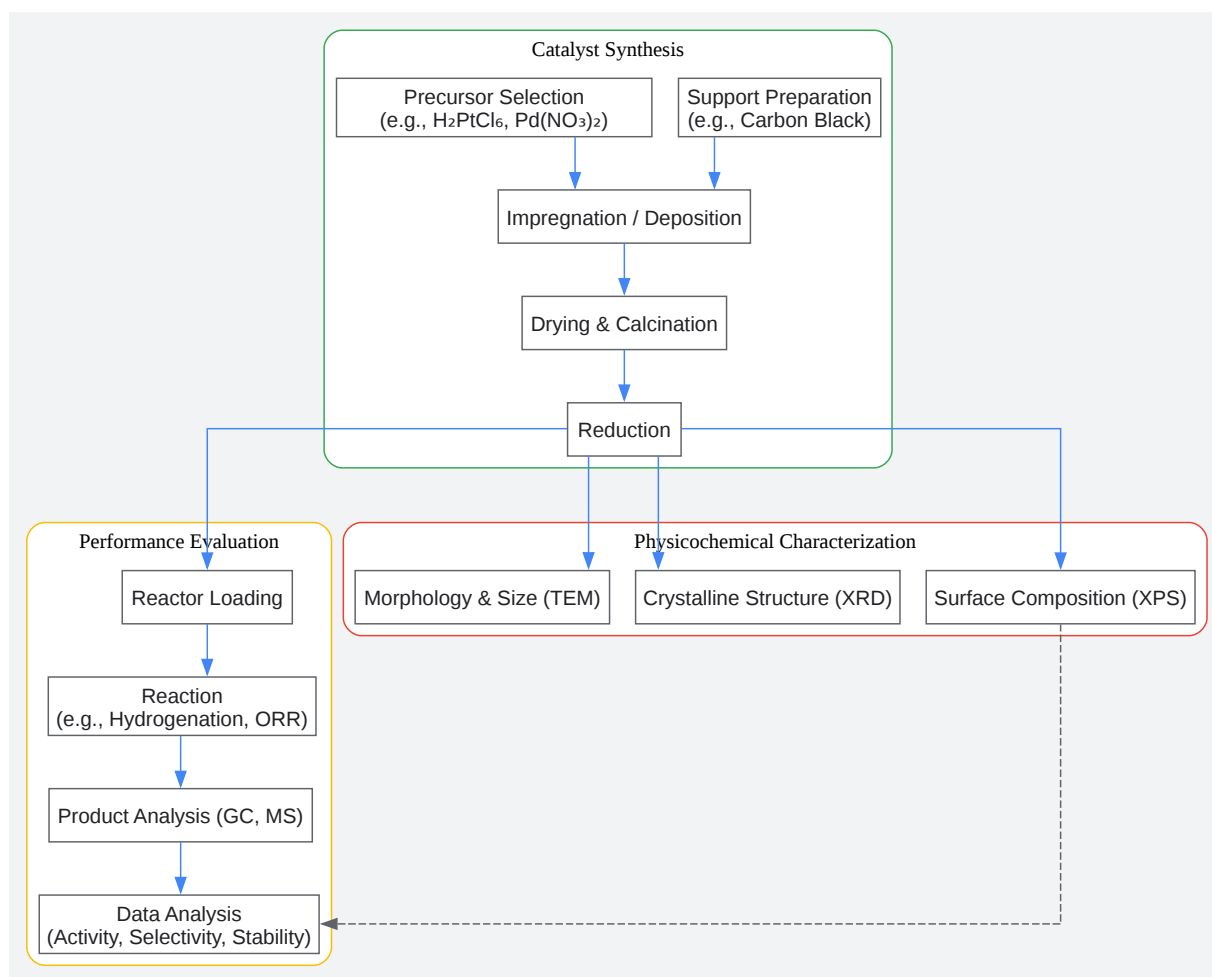 Catalyst Synthesis
Precursor Selection
(e.g., H₂PtCl₆, Pd(NO₃)₂)
Support Preparation
(e.g., Carbon Black)
Impregnation / Deposition
Drying & Calcination
Reduction
Performance Evaluation
Physicochemical Characterization
Reactor Loading
Morphology & Size (TEM)
Crystalline Structure (XRD)
Surface Composition (XPS)
Reaction
(e.g., Hydrogenation, ORR)
Product Analysis (GC, MS)
Data Analysis
(Activity, Selectivity, Stability)